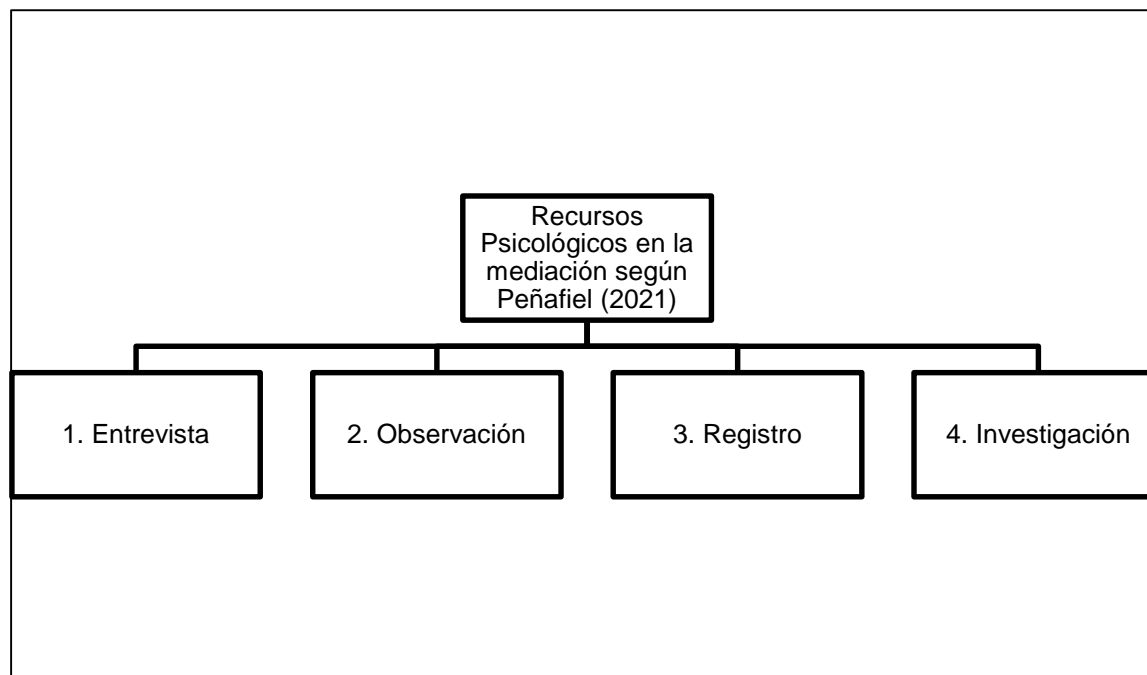 Recursos
Psicológicos en la
mediación según
Peñafiel (2021)
1. Entrevista
2. Observación
3. Registro
4. Investigación